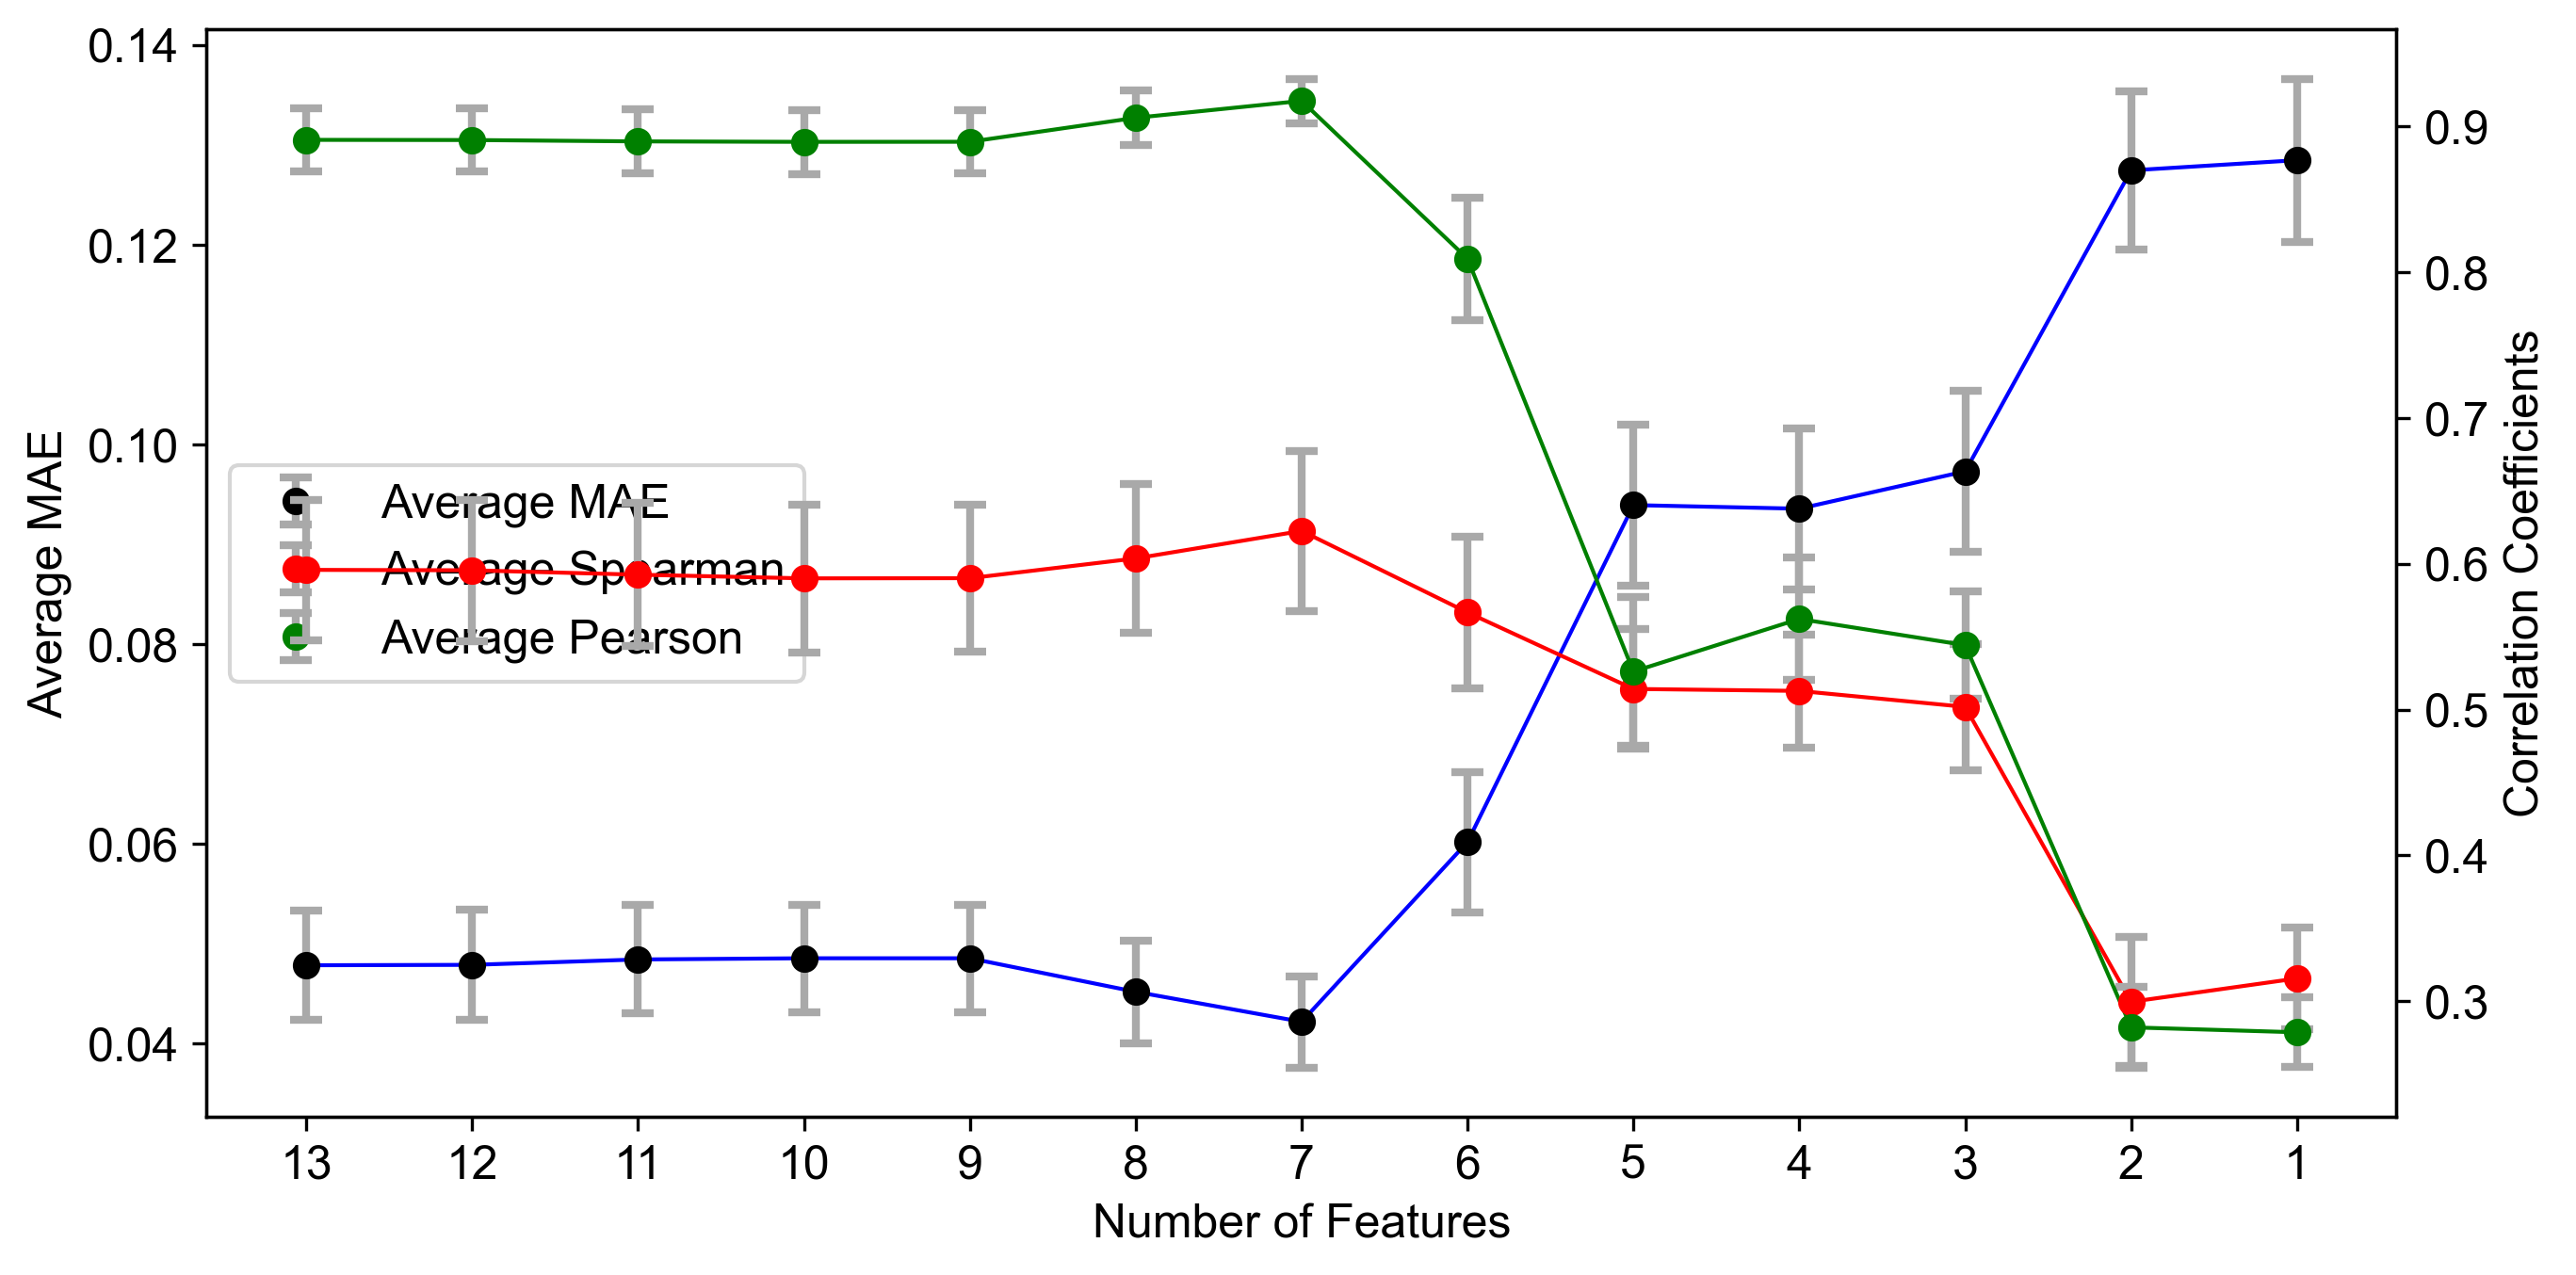 0.14
0.12
0.10
0.08
0.06
0.04
Average MAE
Average MAE
Average Spearman
Average Pearson
0.9
0.8
0.7
0.6
0.5
0.4
0.3
Correlation Coefficients
13 12 11 10 9 8 7 6 5 4 3 2 1
Number of Features